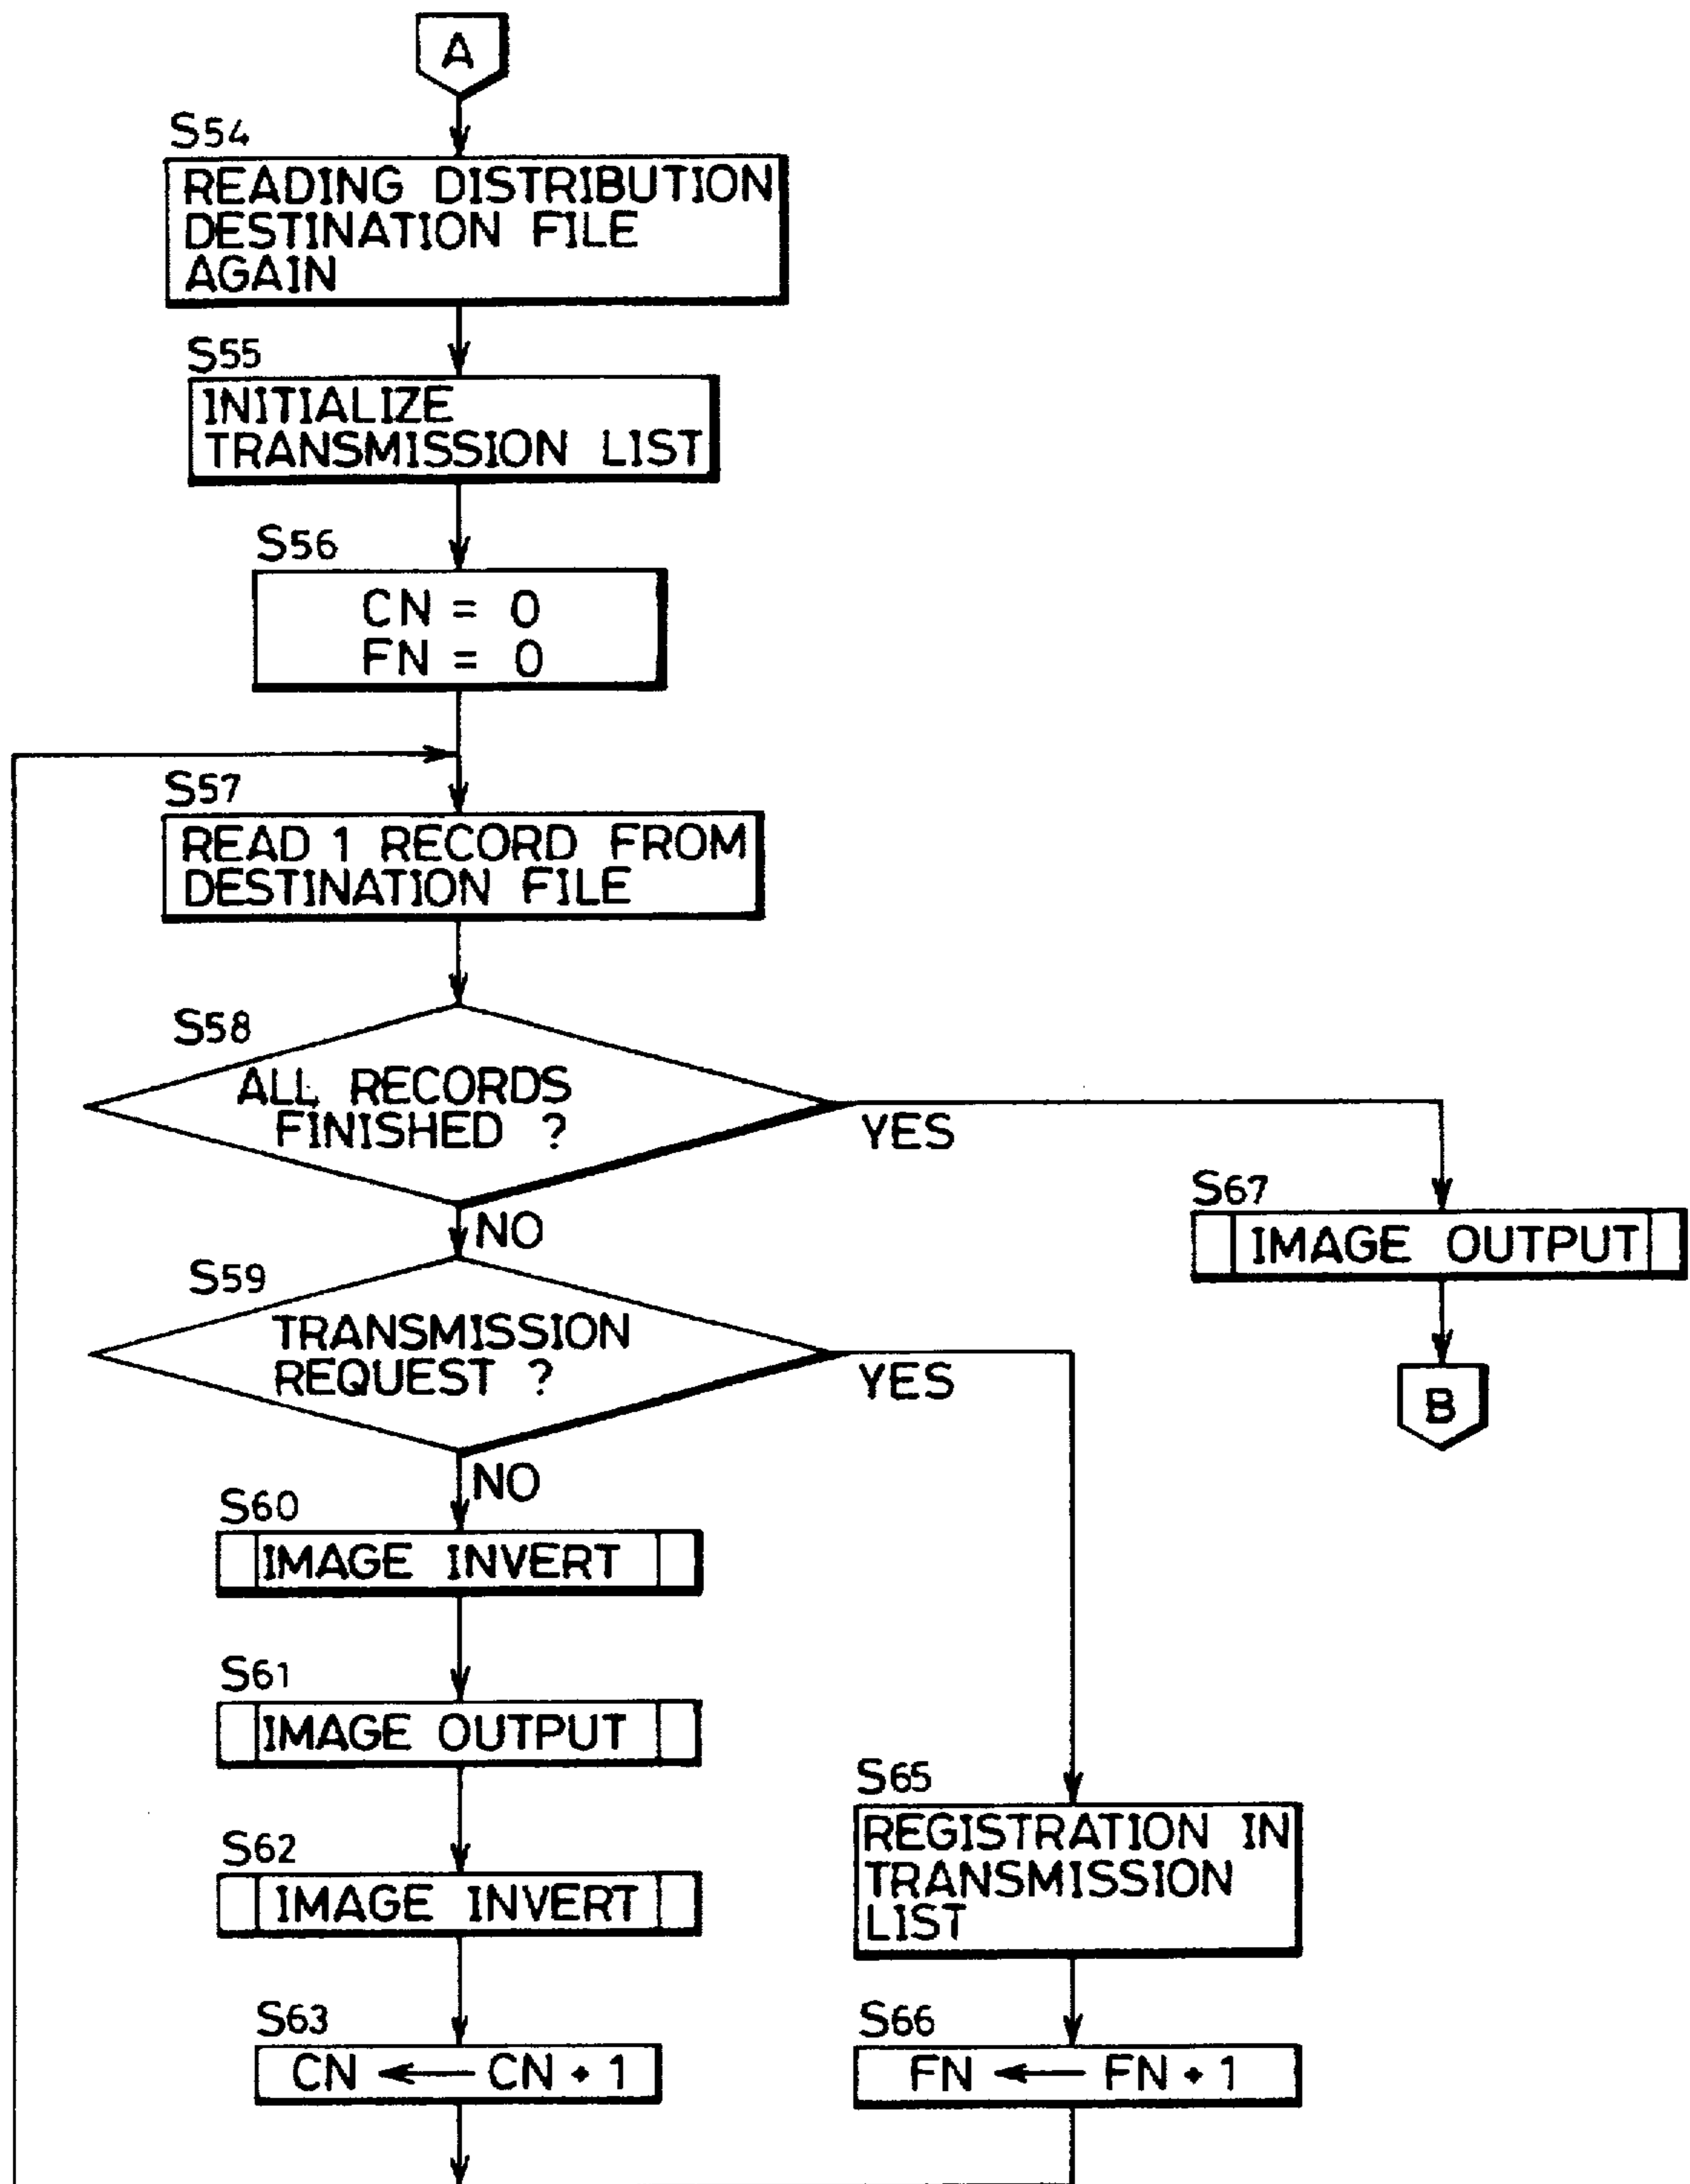 A
S54
READING DISTRIBUTION
DESTINATION FILE
AGAIN
S55
INITIALIZE
TRANSMISSION LIST
S56
CN = 0
FN = 0
S57
READ 1 RECORD FROM
DESTINATION FILE
S58
ALL RECORDS
FINISHED ?
YES
NO
S67
IMAGE OUTPUT
B
S59
TRANSMISSION
REQUEST ?
YES
NO
S60
IMAGE INVERT
S61
IMAGE OUTPUT
S62
IMAGE INVERT
S63
CN ← CN + 1
S65
REGISTRATION IN
TRANSMISSION
LIST
S66
FN ← FN + 1